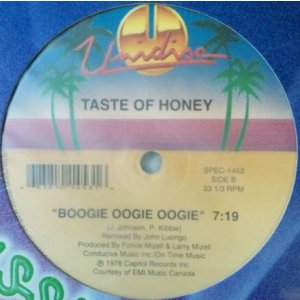 Unidisc
TASTE OF HONEY
SPEC-1453
SIDE B
33 1/3 RPM
"BOOGIE OOGIE OOGIE" 7:19
(J. Johnson, P. Kibble)
Remixed By John Luongo
Produced By Fonce Mizell & Larry Mizell
Conducive Music Inc./On Time Music
℗ 1978 Capitol Records Inc.
Courtesy of EMI Music Canada